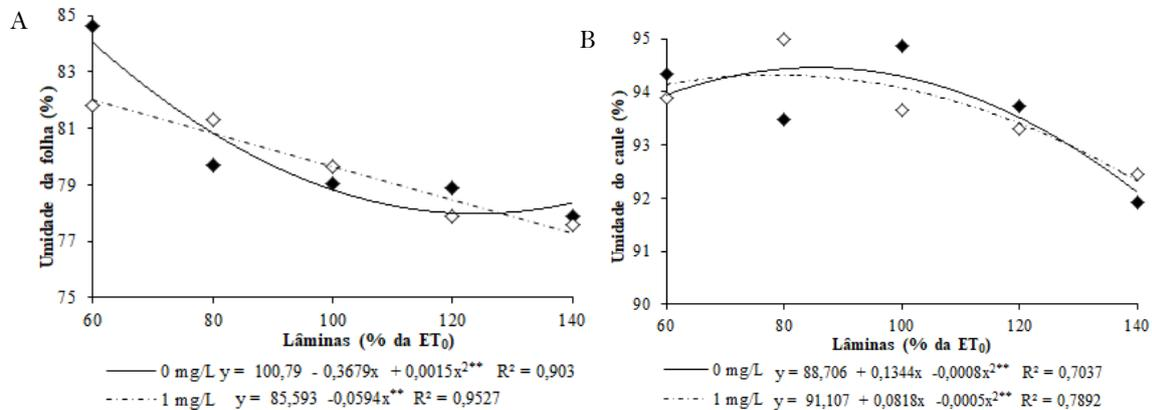 A
85
83
81
79
77
75
Umidade da folha (%)
60 80 100 120 140
Lâminas (% da ET₀)
0 mg/L y = 100,79 - 0,3679x + 0,0015x²** R² = 0,903
1 mg/L y = 85,593 -0,0594x** R² = 0,9527
B
95
94
93
92
91
90
Umidade do caule (%)
60 80 100 120 140
Lâminas (% da ET₀)
0 mg/L y = 88,706 + 0,1344x -0,0008x²** R² = 0,7037
1 mg/L y = 91,107 + 0,0818x -0,0005x²** R² = 0,7892